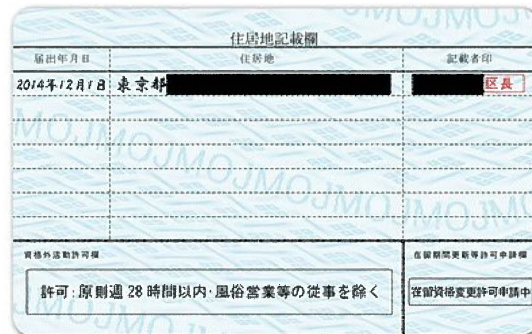 住居地記載欄
届出年月日 住居地 記載者印
2014年12月1日 東京都 区長
資格外活動許可欄 在留期間更新等許可申請欄
許可:原則週28時間以内・風俗営業等の従事を除く 在留資格変更許可申請中
MOJMOJMOJMOJMOJMOJ